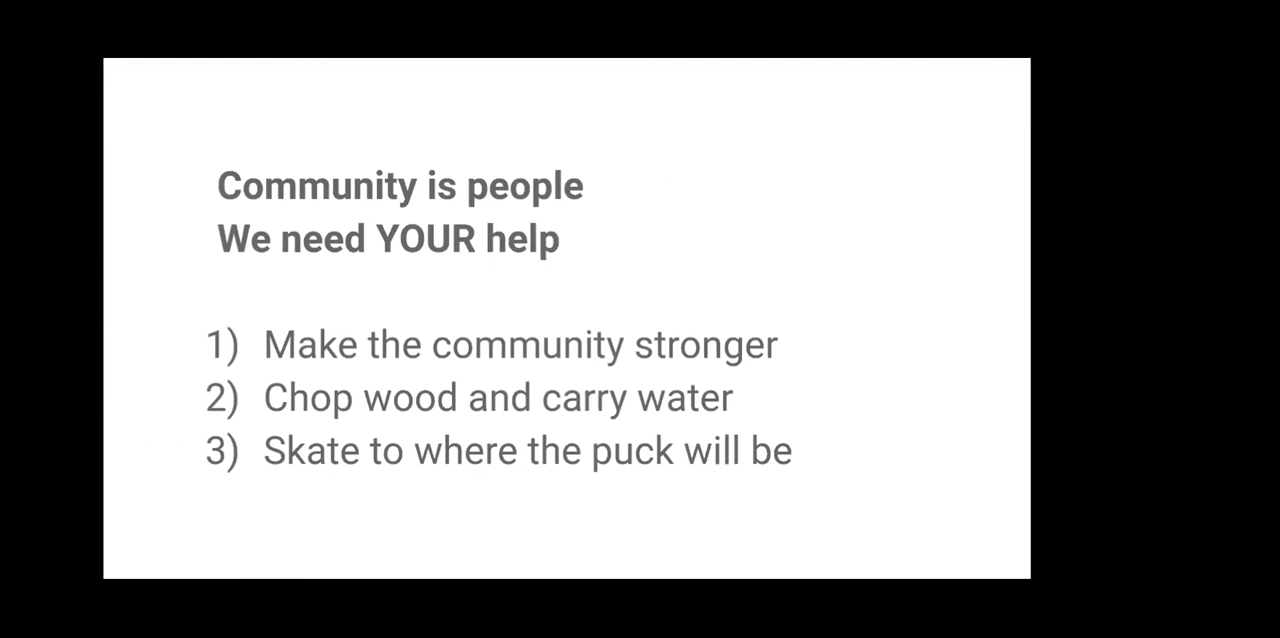 Community is people
We need YOUR help
1) Make the community stronger
2) Chop wood and carry water
3) Skate to where the puck will be